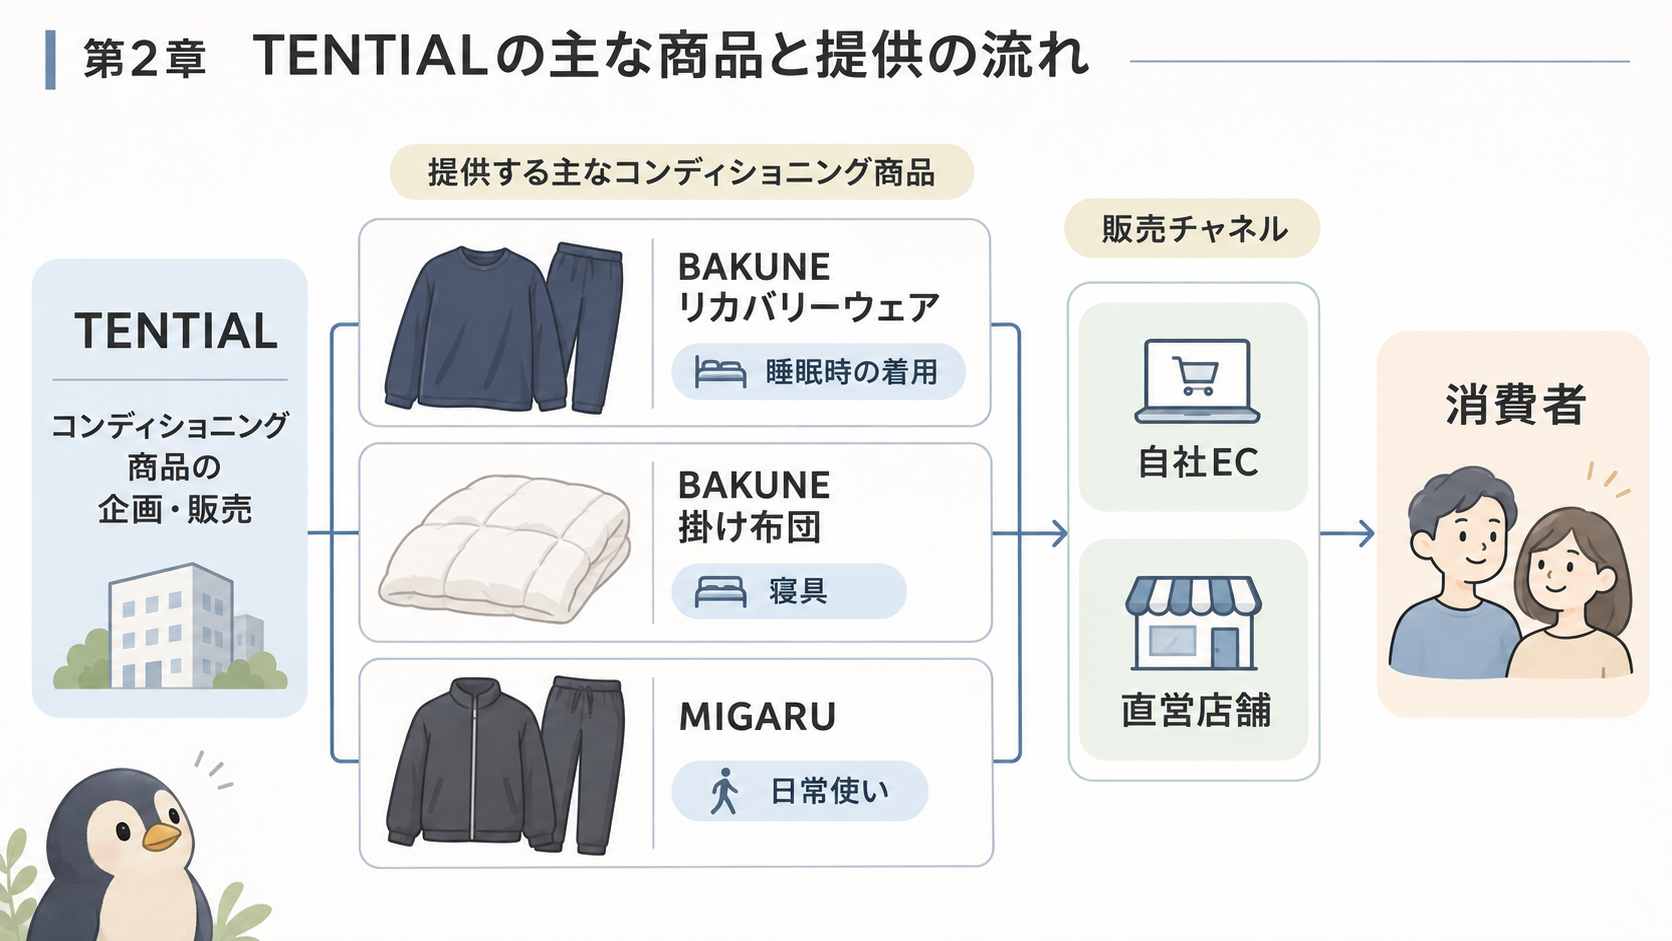 第2章 TENTIALの主な商品と提供の流れ
提供する主なコンディショニング商品
販売チャネル
TENTIAL
コンディショニング
商品の
企画・販売
BAKUNE
リカバリーウェア
睡眠時の着用
BAKUNE
掛け布団
寝具
MIGARU
日常使い
自社EC
直営店舗
消費者